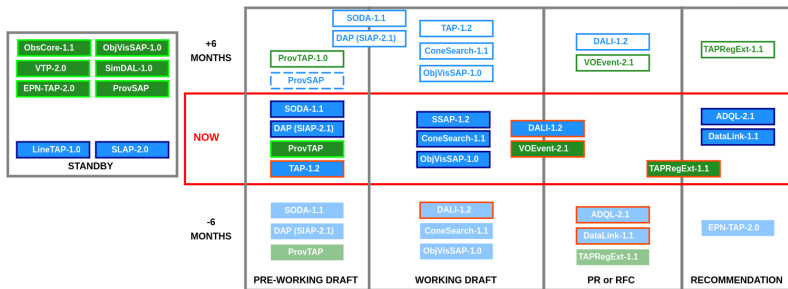 ObsCore-1.1 ObjVisSAP-1.0
VTP-2.0 SimDAL-1.0
EPN-TAP-2.0 ProvSAP
LineTAP-1.0 SLAP-2.0
STANDBY
+6
MONTHS
SODA-1.1
DAP (SIAP-2.1)
ProvTAP-1.0
ProvSAP
TAP-1.2
ConeSearch-1.1
ObjVisSAP-1.0
DALI-1.2
VOEvent-2.1
TAPRegExt-1.1
NOW
SODA-1.1
DAP (SIAP-2.1)
ProvTAP
TAP-1.2
SSAP-1.2
ConeSearch-1.1
ObjVisSAP-1.0
DALI-1.2
VOEvent-2.1
TAPRegExt-1.1
ADQL-2.1
DataLink-1.1
-6
MONTHS
SODA-1.1
DAP (SIAP-2.1)
ProvTAP
DALI-1.2
ConeSearch-1.1
ObjVisSAP-1.0
ADQL-2.1
DataLink-1.1
TAPRegExt-1.1
EPN-TAP-2.0
PRE-WORKING DRAFT WORKING DRAFT PR or RFC RECOMMENDATION